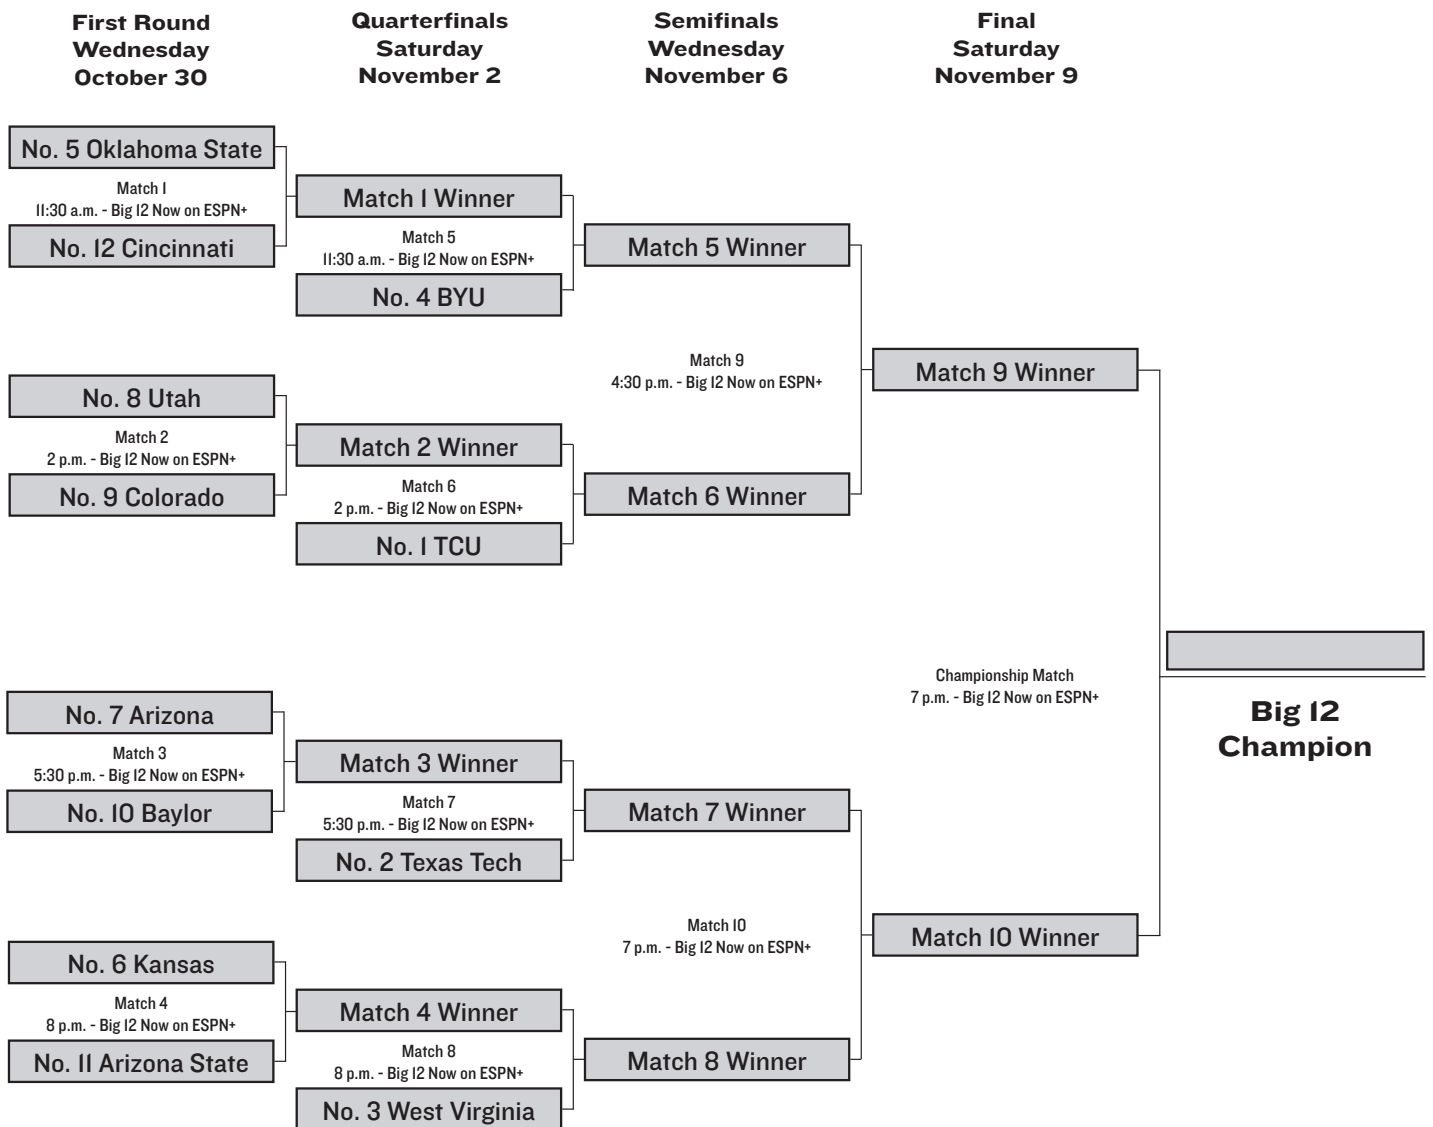 First Round
Wednesday
October 30
Quarterfinals
Saturday
November 2
Semifinals
Wednesday
November 6
Final
Saturday
November 9
No. 5 Oklahoma State
Match 1
11:30 a.m. - Big 12 Now on ESPN+
No. 12 Cincinnati
Match 1 Winner
Match 5
11:30 a.m. - Big 12 Now on ESPN+
No. 4 BYU
Match 5 Winner
No. 8 Utah
Match 2
2 p.m. - Big 12 Now on ESPN+
No. 9 Colorado
Match 2 Winner
Match 6
2 p.m. - Big 12 Now on ESPN+
No. 1 TCU
Match 9
4:30 p.m. - Big 12 Now on ESPN+
Match 6 Winner
Match 9 Winner
No. 7 Arizona
Match 3
5:30 p.m. - Big 12 Now on ESPN+
No. 10 Baylor
Match 3 Winner
Match 7
5:30 p.m. - Big 12 Now on ESPN+
No. 2 Texas Tech
Match 7 Winner
Championship Match
7 p.m. - Big 12 Now on ESPN+
Big 12
Champion
No. 6 Kansas
Match 4
8 p.m. - Big 12 Now on ESPN+
No. 11 Arizona State
Match 4 Winner
Match 8
8 p.m. - Big 12 Now on ESPN+
No. 3 West Virginia
Match 10
7 p.m. - Big 12 Now on ESPN+
Match 8 Winner
Match 10 Winner